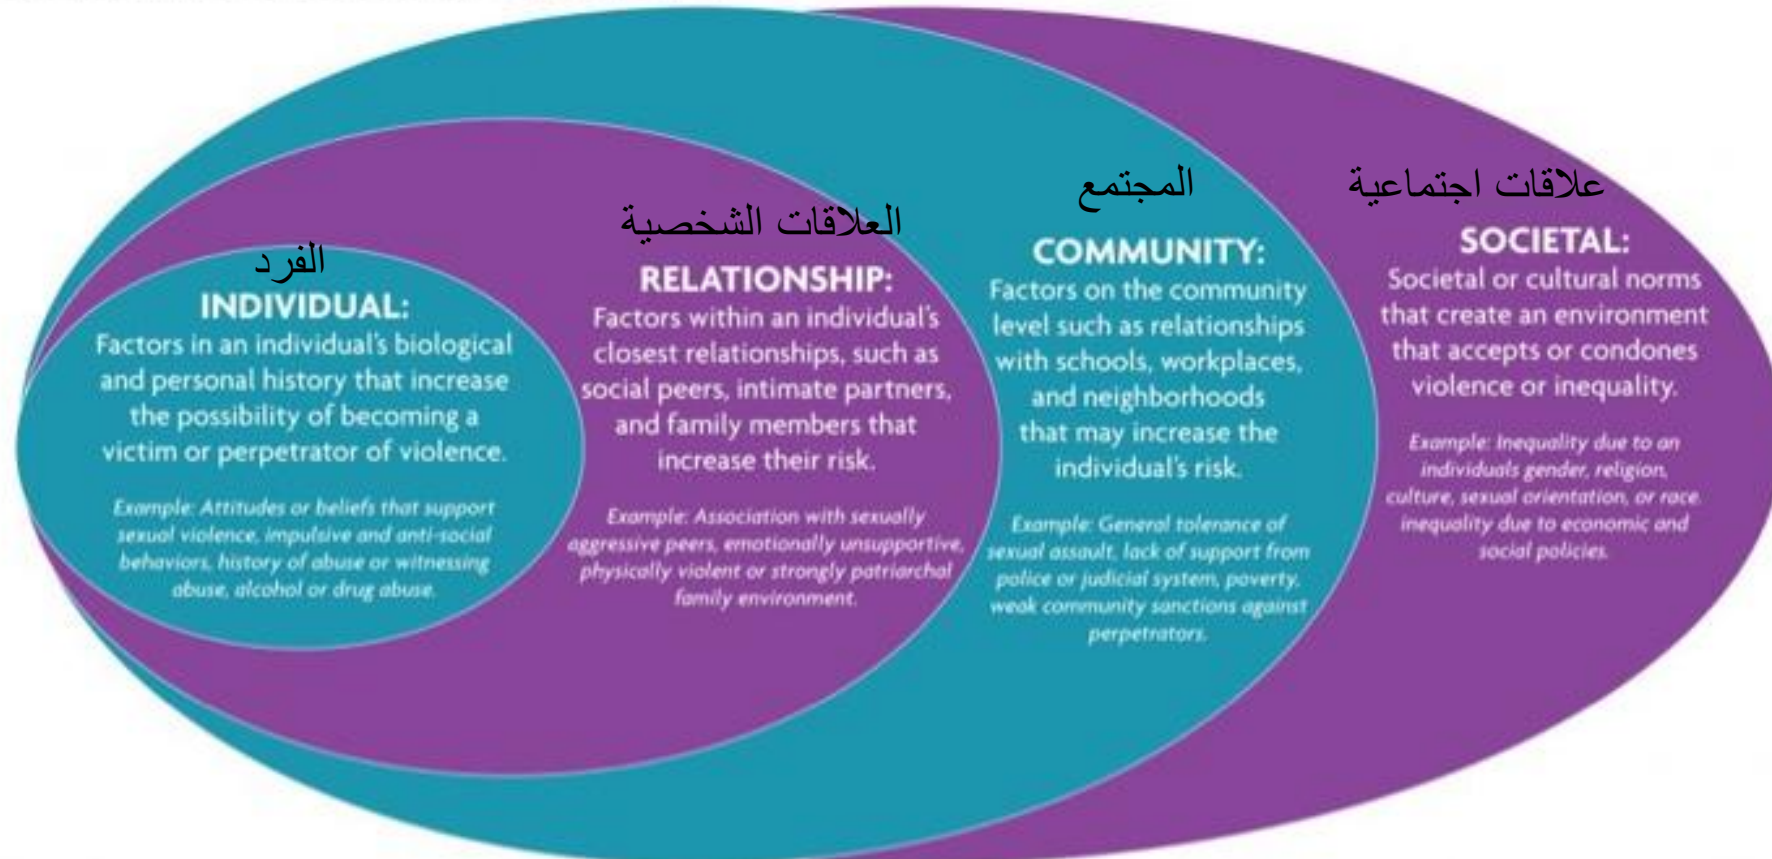 الفرد
INDIVIDUAL:
Factors in an individual's biological
and personal history that increase
the possibility of becoming a
victim or perpetrator of violence.
Example: Attitudes or beliefs that support
sexual violence, impulsive and anti-social
behaviors, history of abuse or witnessing
abuse, alcohol or drug abuse.
العلاقات الشخصية
RELATIONSHIP:
Factors within an individual's
closest relationships, such as
social peers, intimate partners,
and family members that
increase their risk.
Example: Association with sexually
aggressive peers, emotionally unsupportive,
physically violent or strongly patriarchal
family environment.
المجتمع
COMMUNITY:
Factors on the community
level such as relationships
with schools, workplaces,
and neighborhoods
that may increase the
individual's risk.
Example: General tolerance of
sexual assault, lack of support from
police or judicial system, poverty,
weak community sanctions against
perpetrators.
علاقات اجتماعية
SOCIETAL:
Societal or cultural norms
that create an environment
that accepts or condones
violence or inequality.
Example: Inequality due to an
individuals gender, religion,
culture, sexual orientation, or race.
inequality due to economic and
social policies.